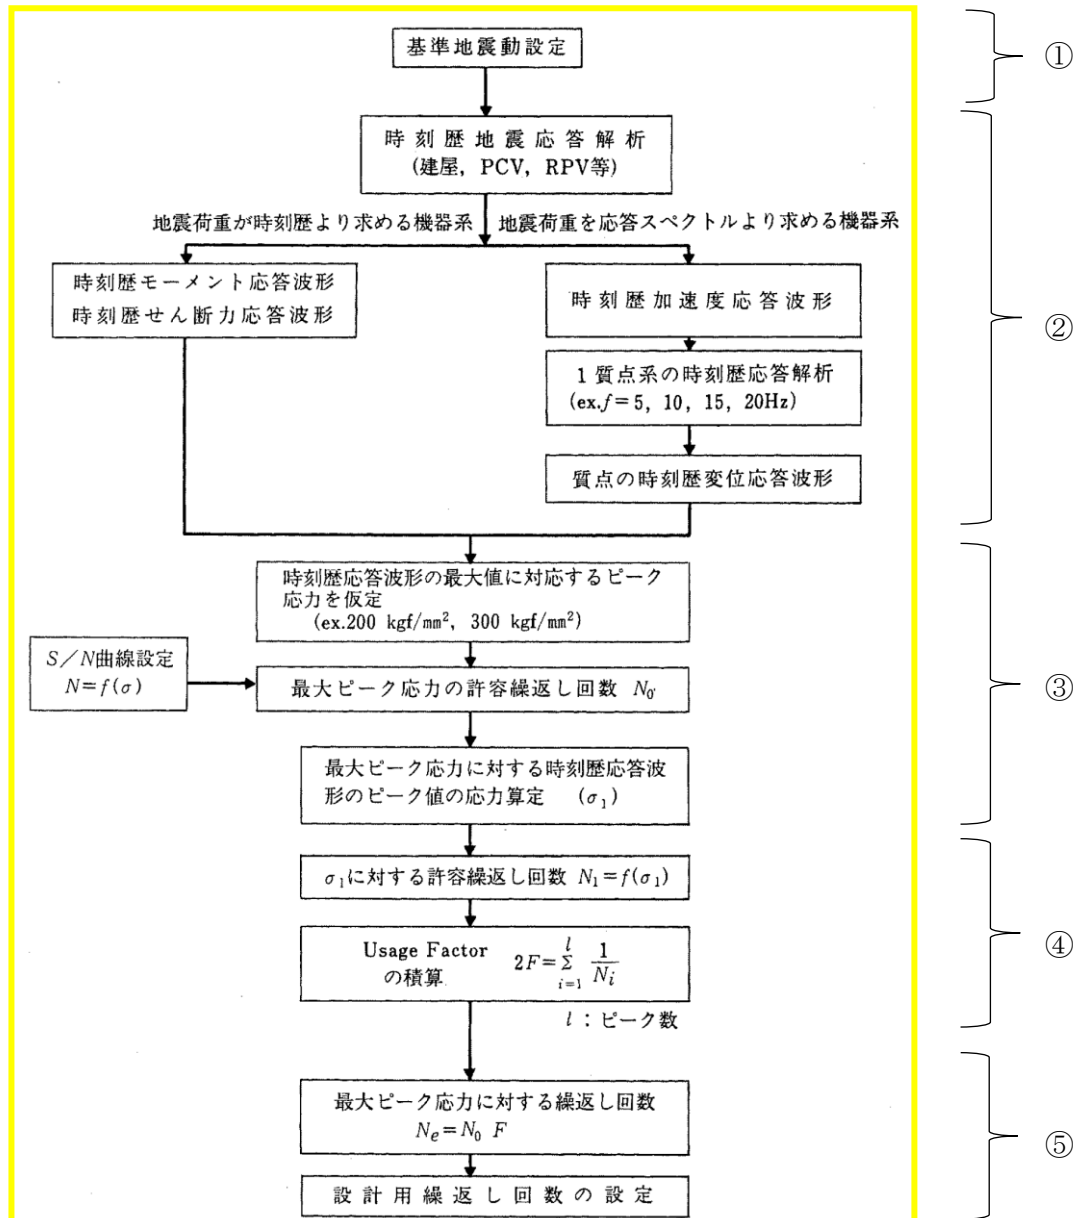 基準地震動設定
①
時刻歴地震応答解析
(建屋, PCV, RPV等)
地震荷重が時刻歴より求める機器系
地震荷重を応答スペクトルより求める機器系
時刻歴モーメント応答波形
時刻歴せん断力応答波形
時刻歴加速度応答波形
②
1質点系の時刻歴応答解析
(ex.f=5, 10, 15, 20Hz)
質点の時刻歴変位応答波形
時刻歴応答波形の最大値に対応するピーク
応力を仮定
(ex.200 kgf/mm², 300 kgf/mm²)
S/N曲線設定
N=f(σ)
最大ピーク応力の許容繰返し回数 N₀
③
最大ピーク応力に対する時刻歴応答波
形のピーク値の応力算定 (σ₁)
σ₁に対する許容繰返し回数 N₁=f(σ₁)
Usage Factor
の積算
2F=Σ_{i=1}^{l} 1/Nᵢ
④
l:ピーク数
最大ピーク応力に対する繰返し回数
Nₑ=N₀ F
⑤
設計用繰返し回数の設定